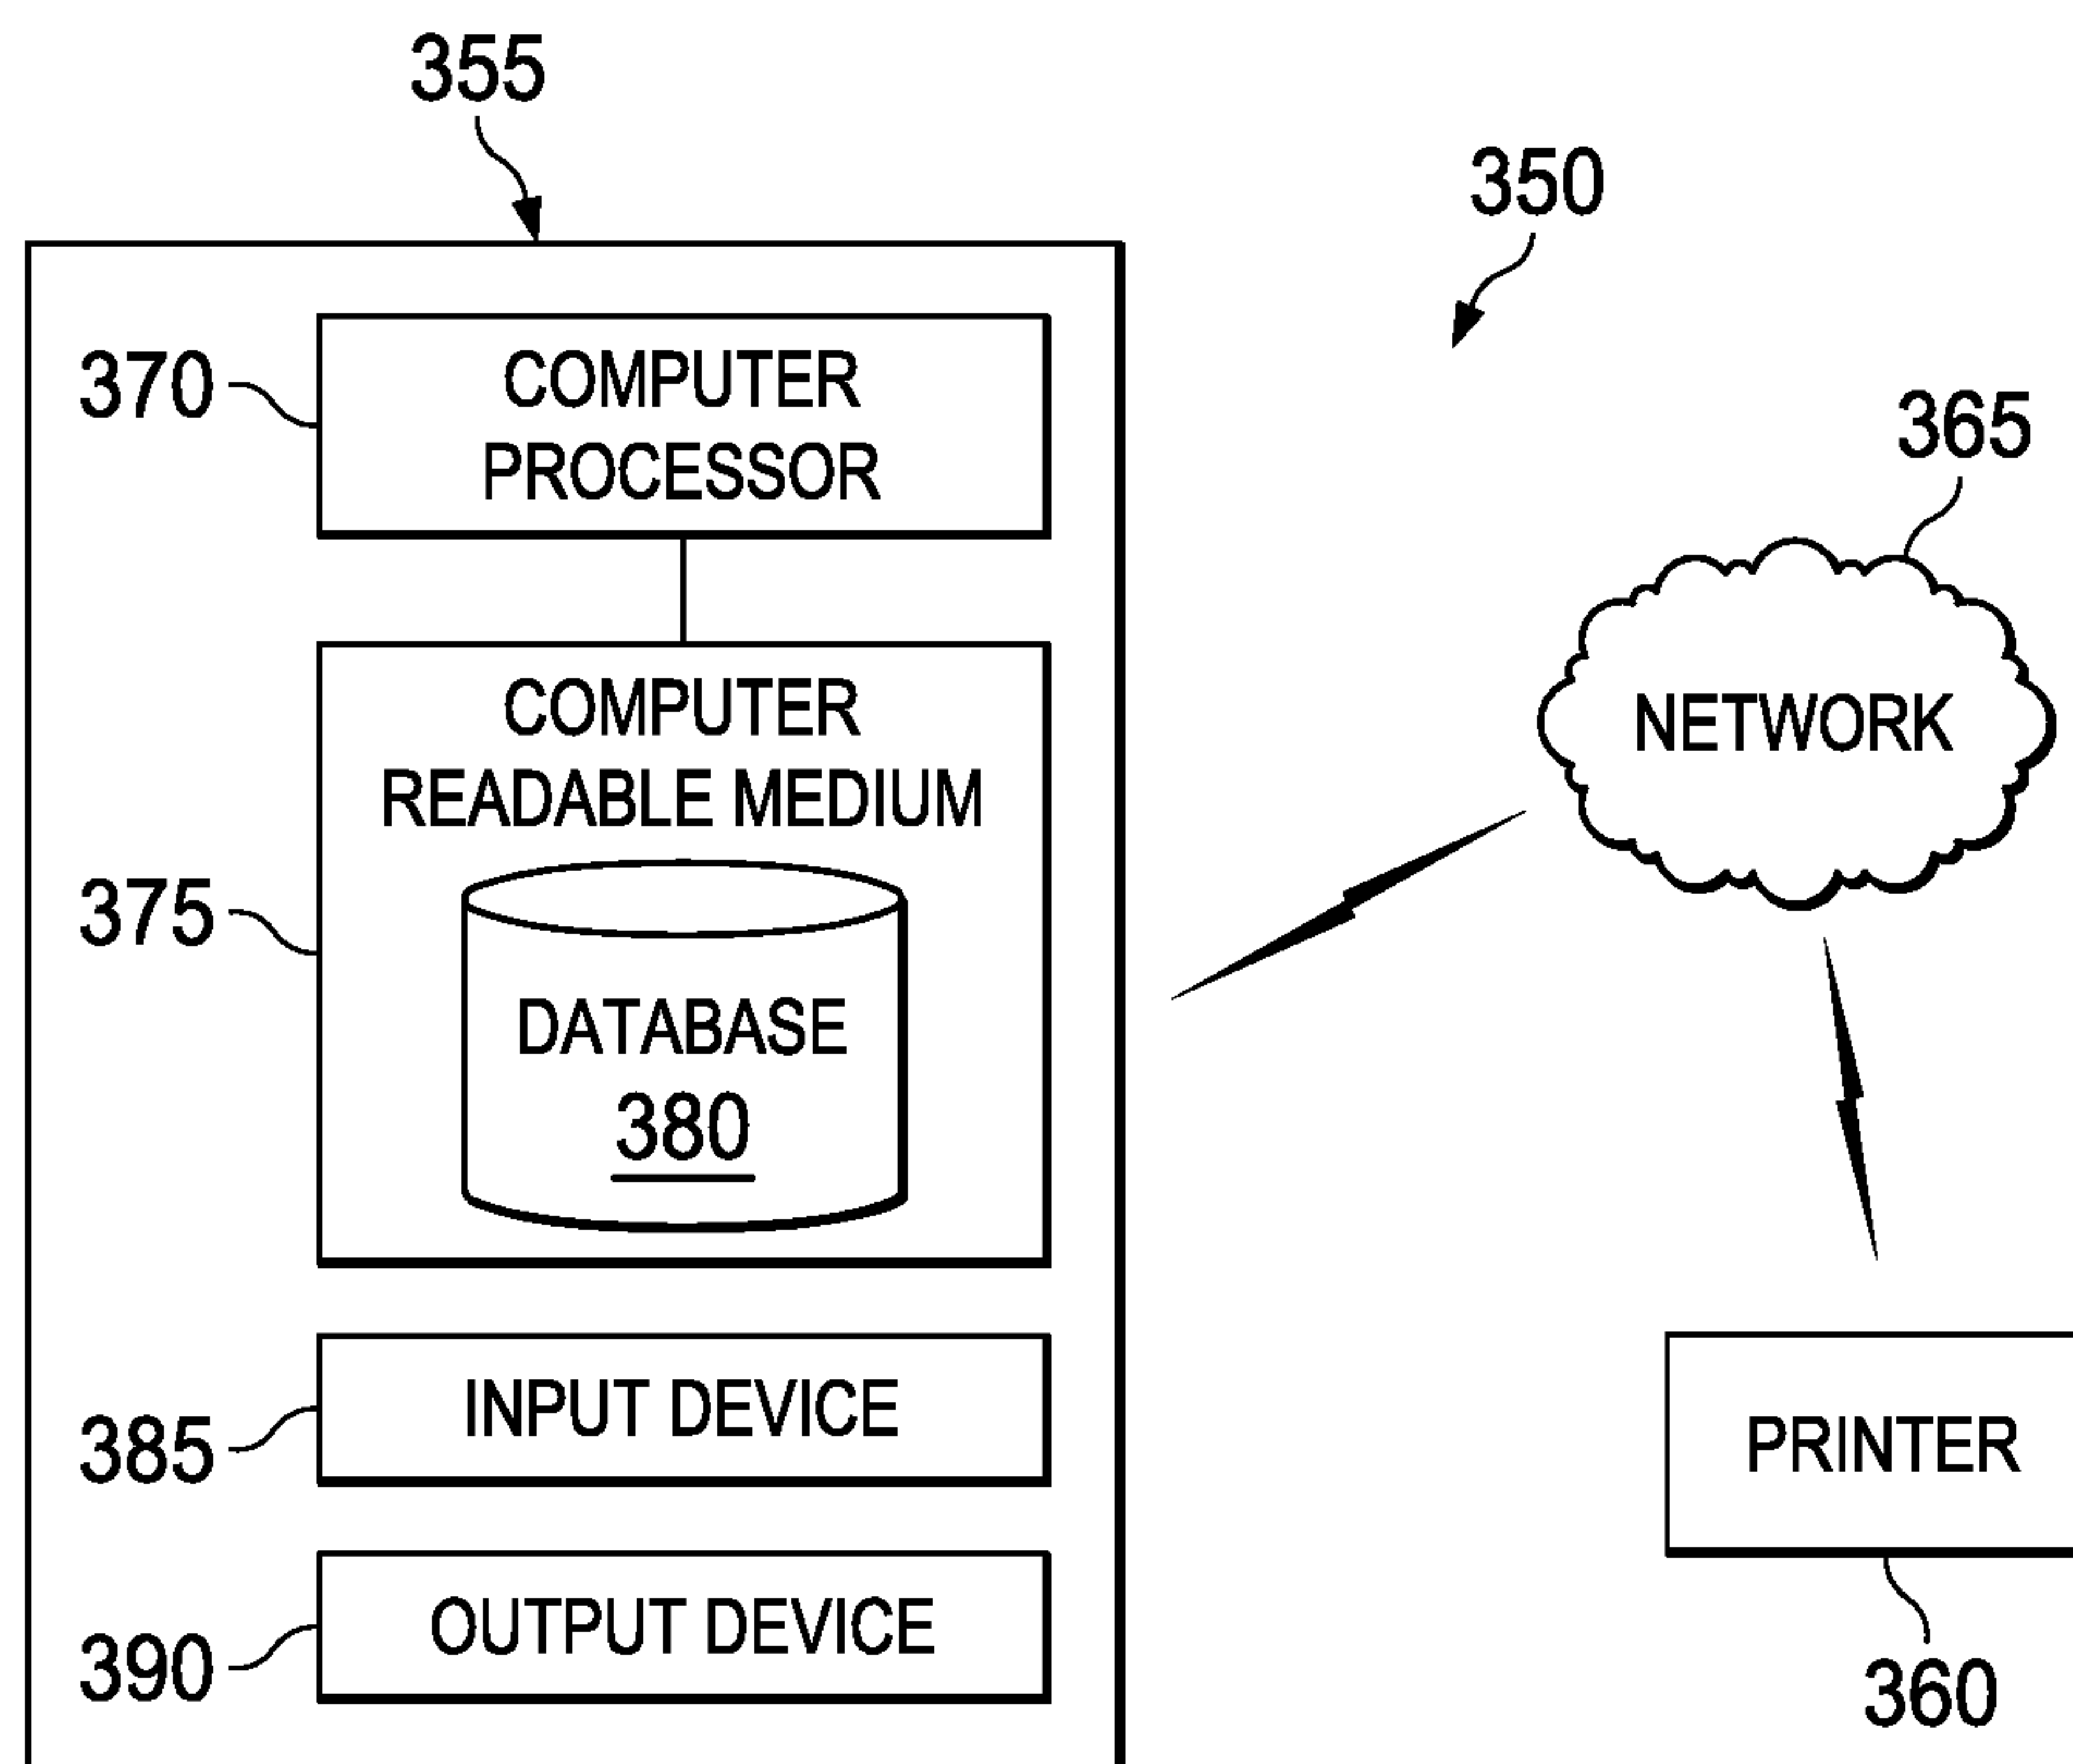 355
350
370
COMPUTER
PROCESSOR
365
COMPUTER
READABLE MEDIUM
NETWORK
375
DATABASE
380
385
INPUT DEVICE
PRINTER
390
OUTPUT DEVICE
360